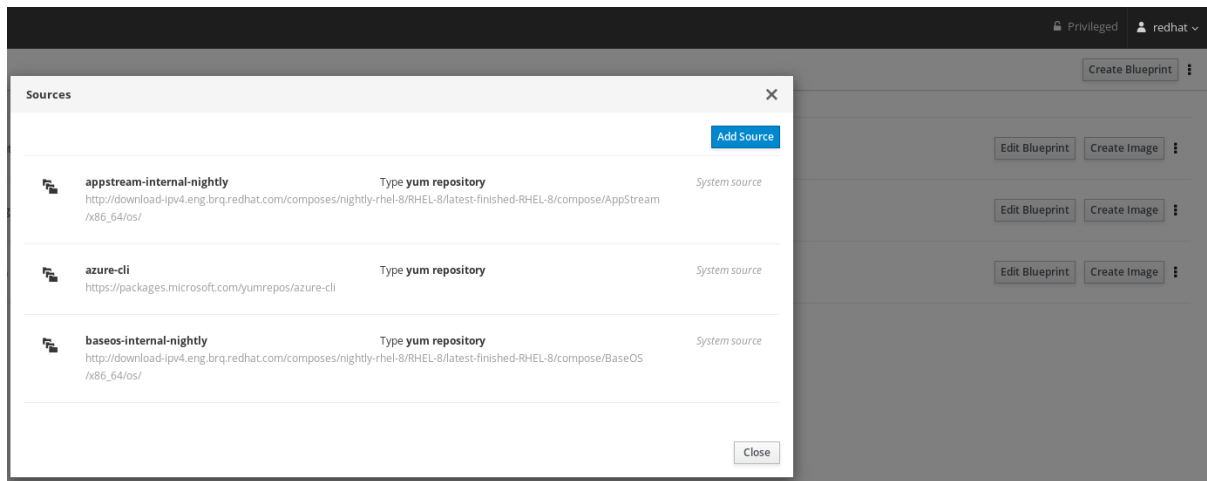 Privileged redhat
Create Blueprint
Sources
Add Source
appstream-internal-nightly Type yum repository System source
http://download-ipv4.eng.brq.redhat.com/composes/nightly-rhel-8/RHEL-8/latest-finished-RHEL-8/compose/AppStream
/x86_64/os/
Edit Blueprint Create Image
azure-cli Type yum repository System source
https://packages.microsoft.com/yumrepos/azure-cli
Edit Blueprint Create Image
baseos-internal-nightly Type yum repository System source
http://download-ipv4.eng.brq.redhat.com/composes/nightly-rhel-8/RHEL-8/latest-finished-RHEL-8/compose/BaseOS
/x86_64/os/
Edit Blueprint Create Image
Close